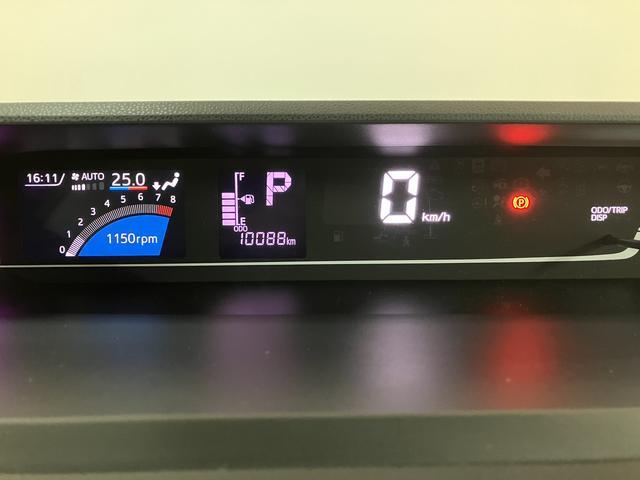 16:11 AUTO 25.0
0 1 2 3 4 5 6 7 8
1150rpm
F
P
E
ODO 10088km
0 km/h
P
ODO/TRIP
DISP